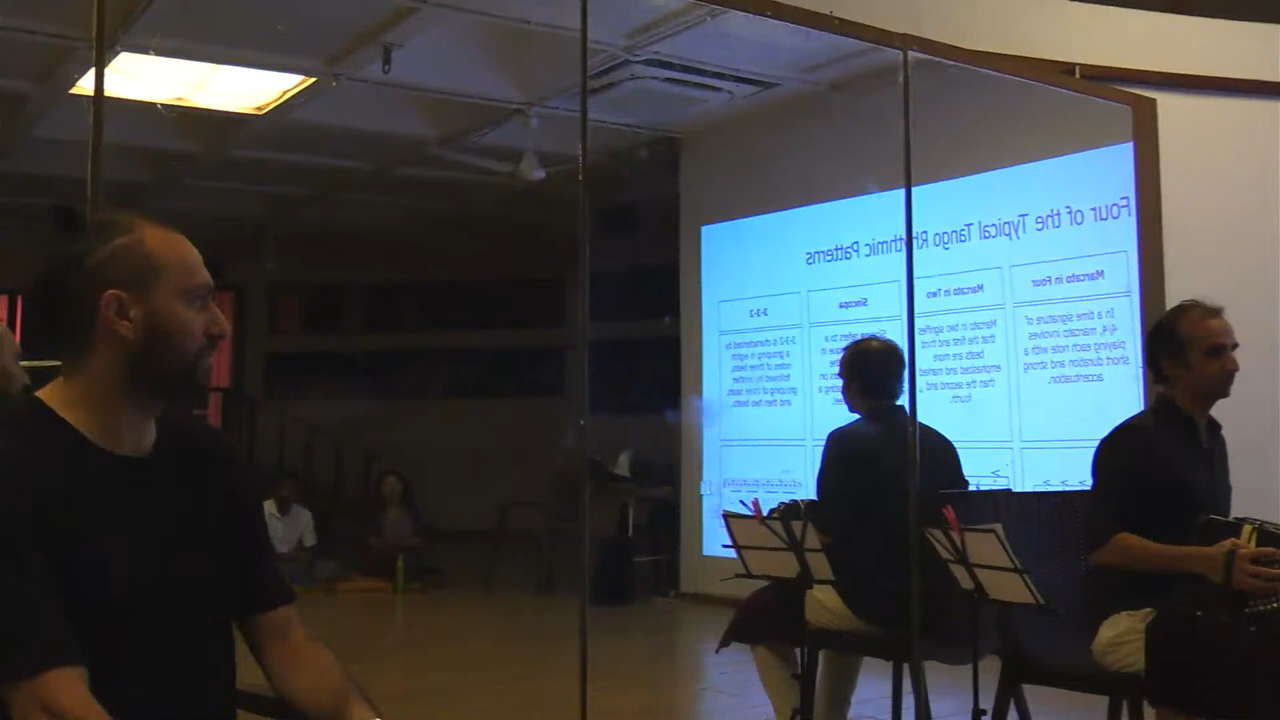 Four of the Typical Tango Rhythmic Patterns
Marcato in Four
In a time signature of
4/4, marcato involves
playing each note with a
short duration and strong
accentuation.
Marcato in Two
Marcato in two signifies
that the first and third
beats are more
emphasized and marked
than the second and
fourth.
Sincopa
refers to a
in
on
3-3-2
3-3-2 is characterized by
a grouping in eighth
notes of three beats,
followed by another
grouping of three beats,
and then two beats.